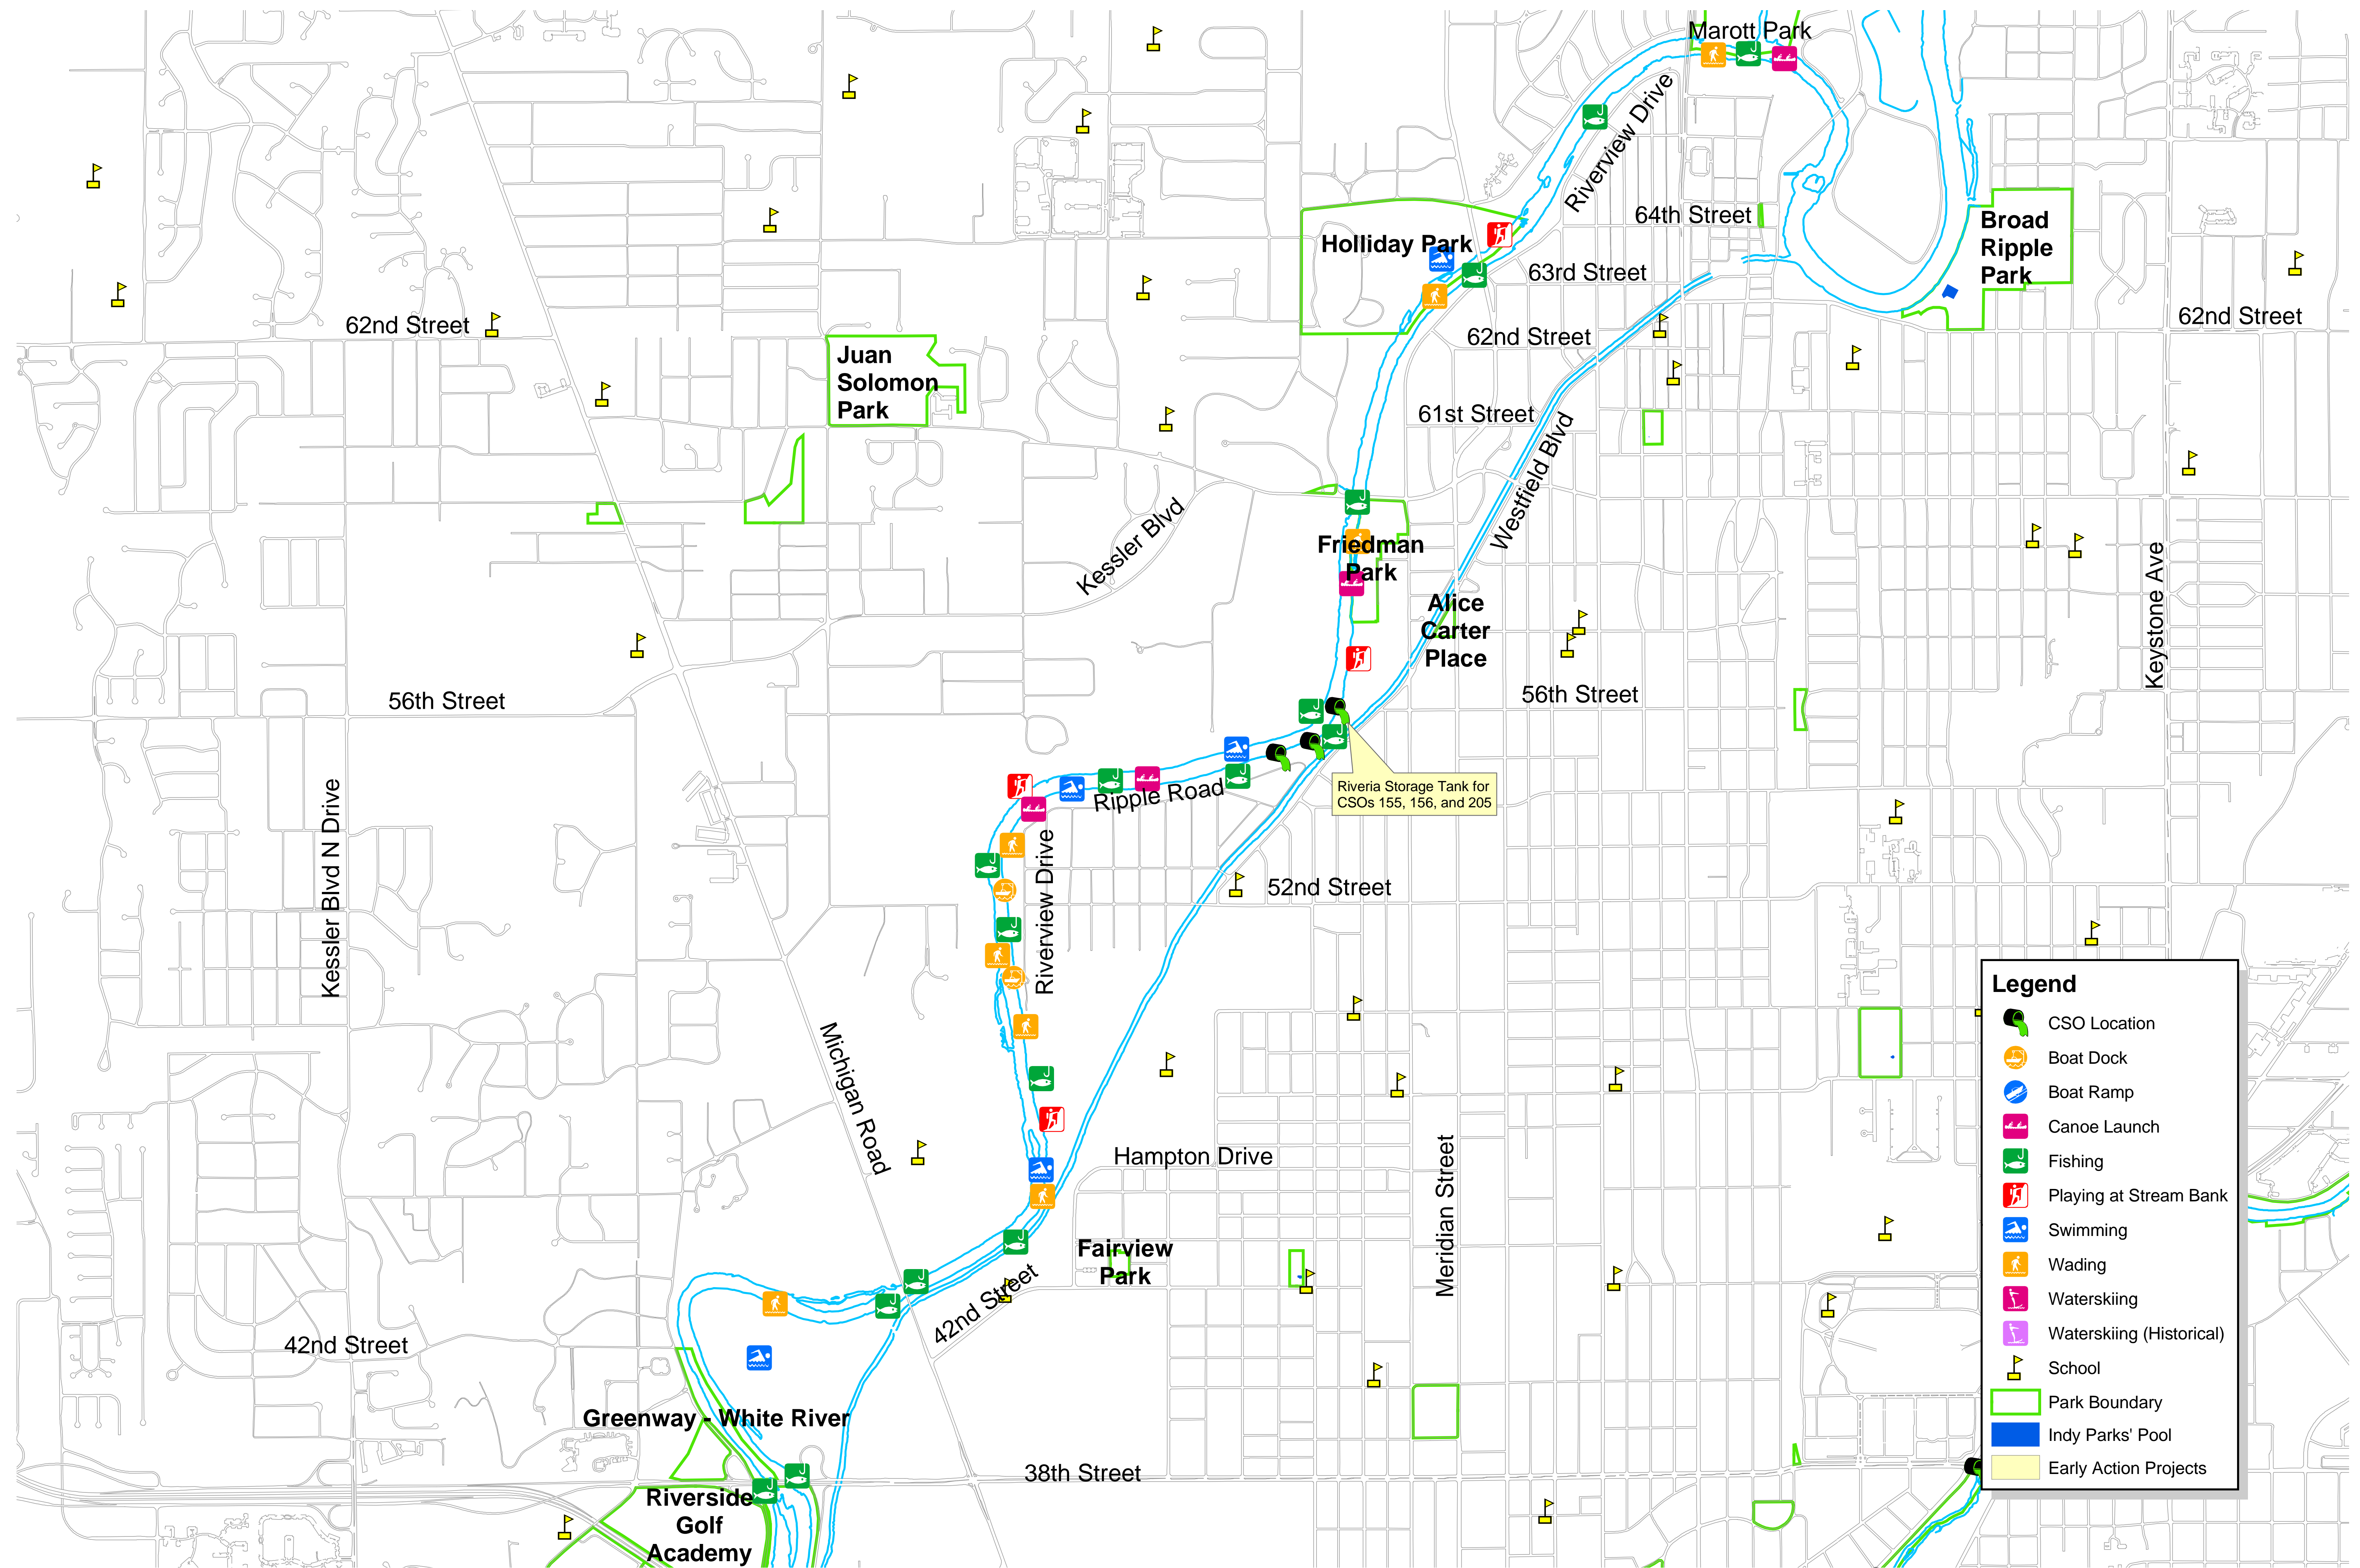 Marott Park
Riverview Drive
64th Street
Broad
Ripple
Park
Holliday Park
63rd Street
62nd Street
62nd Street
62nd Street
Juan
Solomon
Park
61st Street
Westfield Blvd
Kessler Blvd
Friedman
Park
Keystone Ave
Alice
Carter
Place
56th Street
56th Street
Riveria Storage Tank for
CSOs 155, 156, and 205
Ripple Road
Kessler Blvd N Drive
Riverview Drive
52nd Street
Michigan Road
Hampton Drive
Meridian Street
Fairview
Park
42nd Street
42nd Street
Greenway - White River
38th Street
Riverside
Golf
Academy
Legend
CSO Location
Boat Dock
Boat Ramp
Canoe Launch
Fishing
Playing at Stream Bank
Swimming
Wading
Waterskiing
Waterskiing (Historical)
School
Park Boundary
Indy Parks' Pool
Early Action Projects